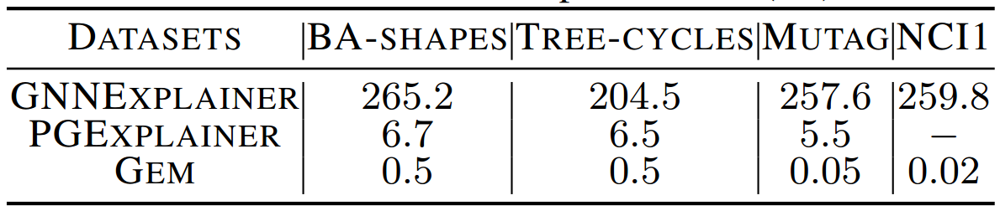 DATASETS BA-SHAPES TREE-CYCLES MUTAG NCI1
GNNEXPLAINER 265.2 204.5 257.6 259.8
PGEXPLAINER 6.7 6.5 5.5 −
GEM 0.5 0.5 0.05 0.02